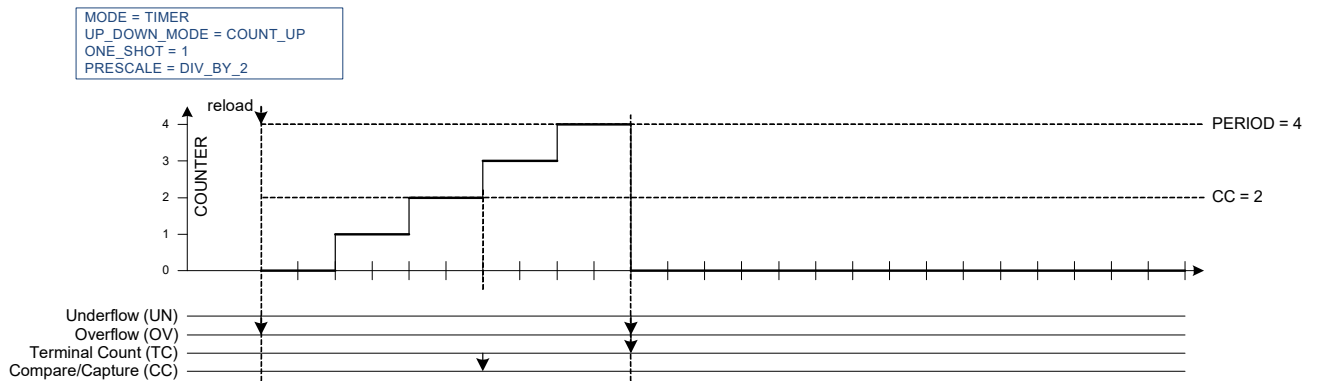 MODE = TIMER
UP_DOWN_MODE = COUNT_UP
ONE_SHOT = 1
PRESCALE = DIV_BY_2
reload
COUNTER
4
3
2
1
0
PERIOD = 4
CC = 2
Underflow (UN)
Overflow (OV)
Terminal Count (TC)
Compare/Capture (CC)